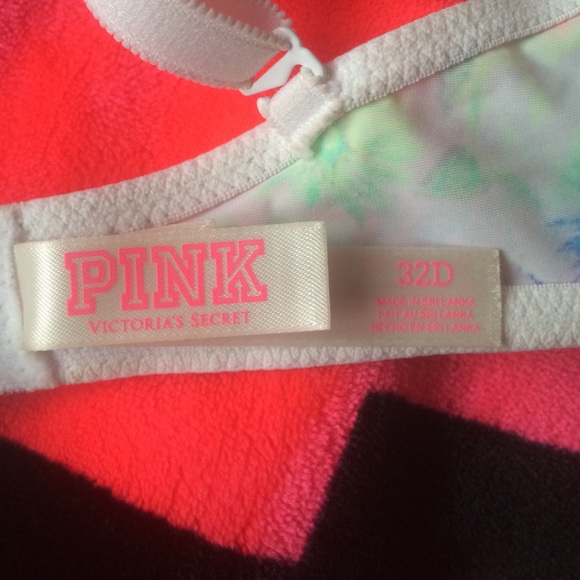 PINK
VICTORIA'S SECRET
32D
MADE IN SRI LANKA
FAIT AU SRI LANKA
HECHO EN SRI LANKA